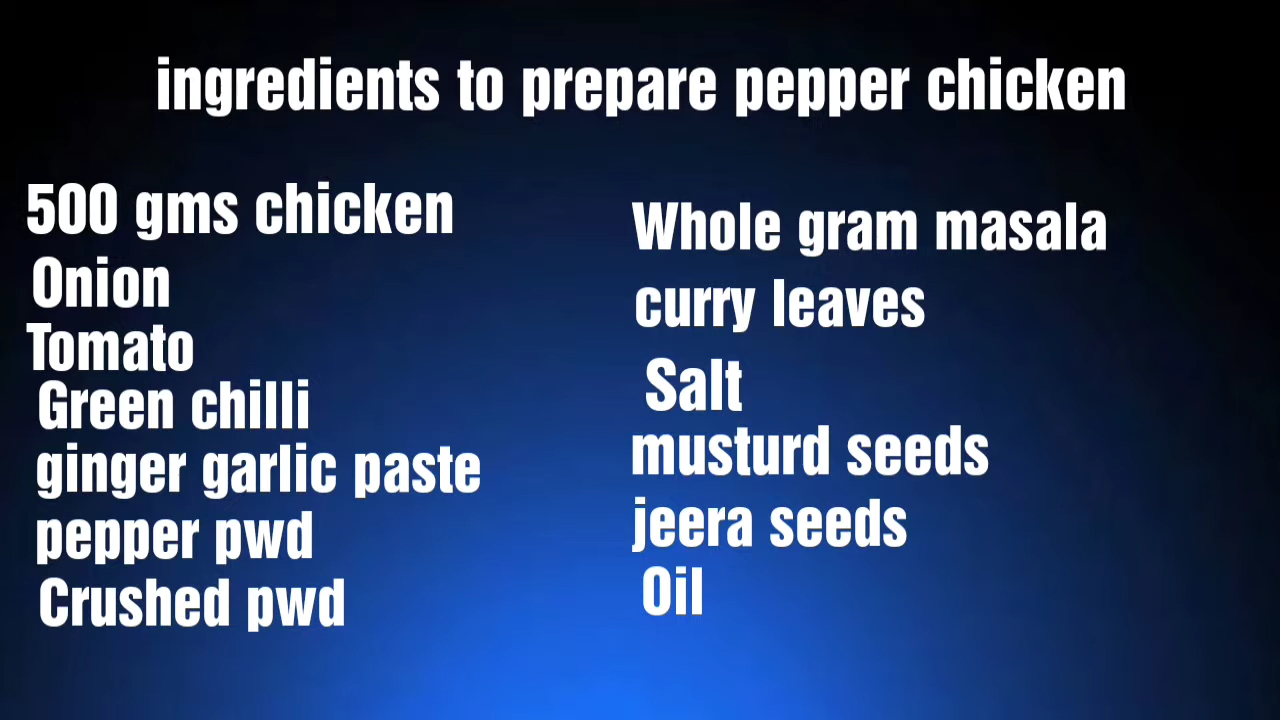 ingredients to prepare pepper chicken
500 gms chicken
Onion
Tomato
Green chilli
ginger garlic paste
pepper pwd
Crushed pwd
Whole gram masala
curry leaves
Salt
musturd seeds
jeera seeds
Oil